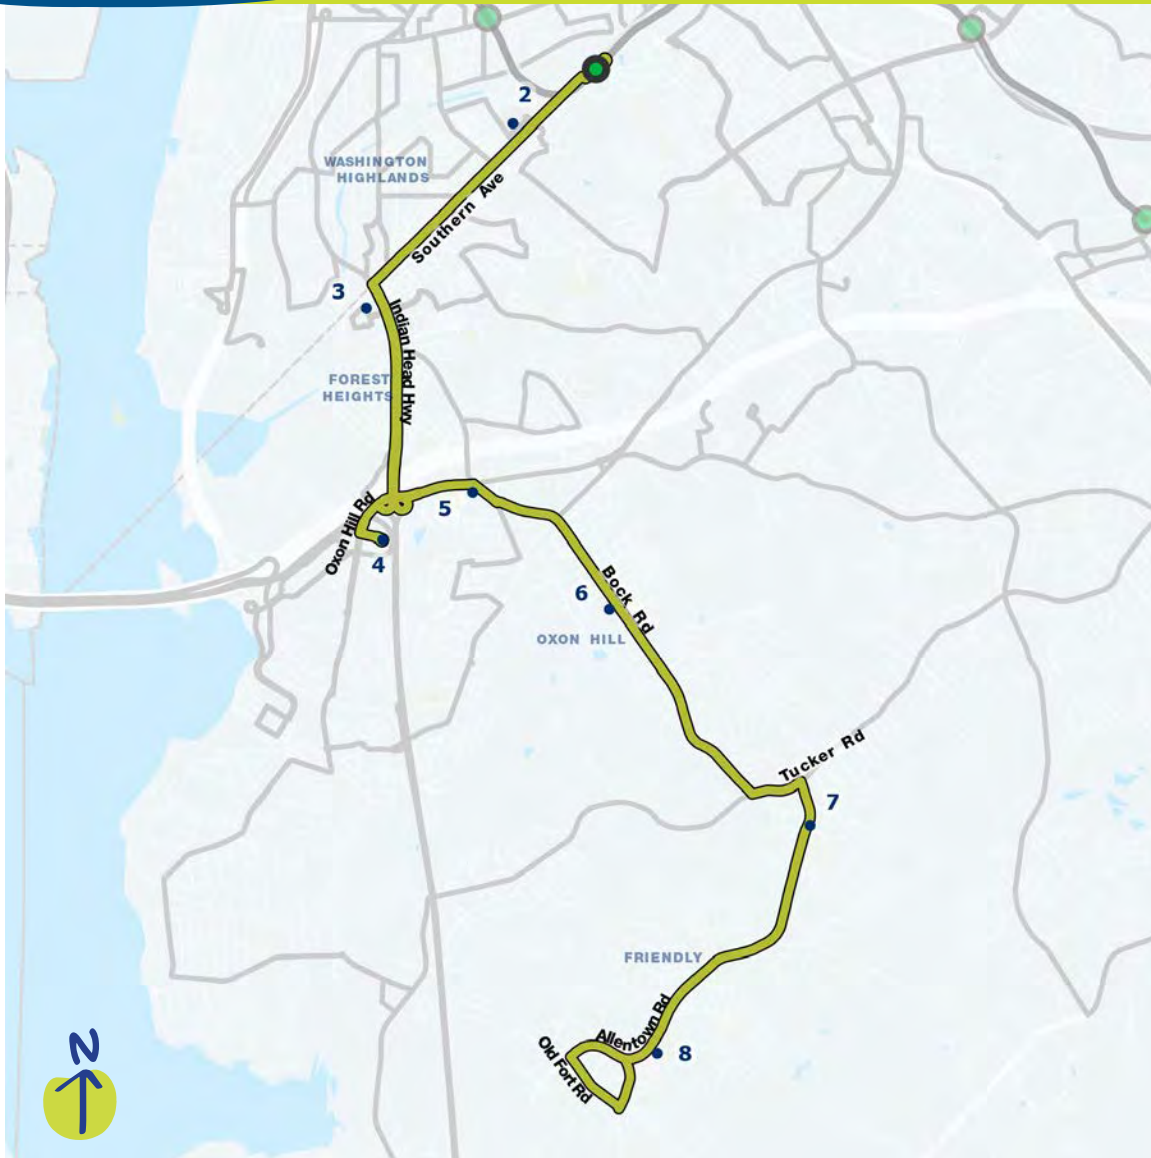 2
WASHINGTON
HIGHLANDS
Southern Ave
3
Indian Head Hwy
FOREST
HEIGHTS
Oxon Hill Rd
5
4
Bock Rd
6
OXON HILL
Tucker Rd
7
FRIENDLY
Allentown Rd
Old Fort Rd
8
N